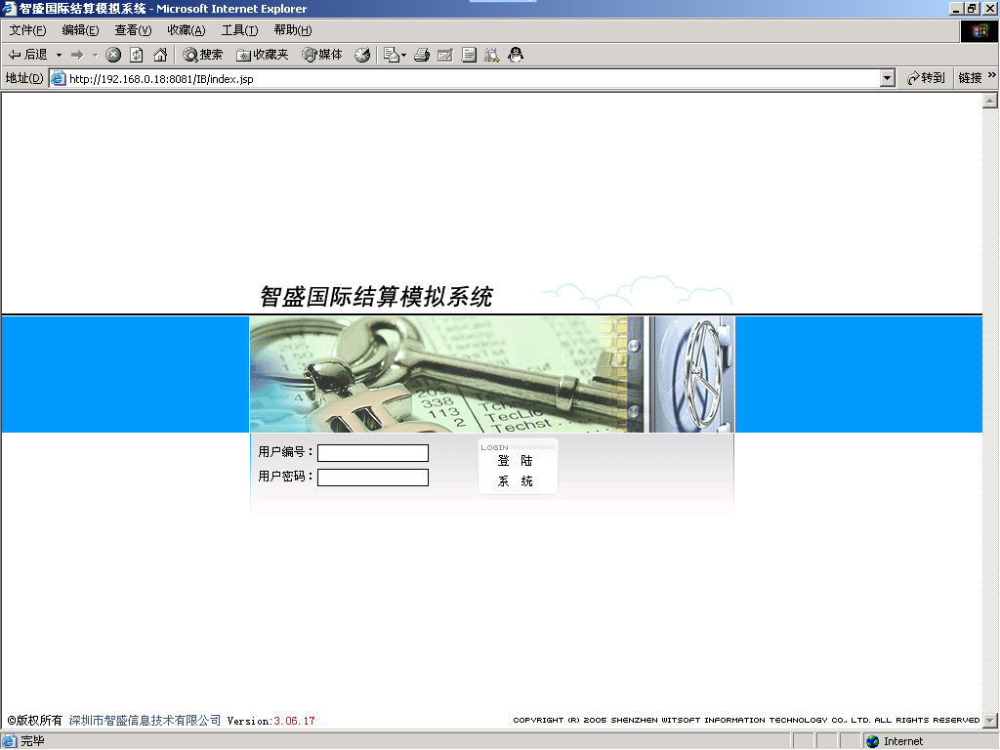 智盛国际结算模拟系统 - Microsoft Internet Explorer
文件(F) 编辑(E) 查看(V) 收藏(A) 工具(T) 帮助(H)
后退 搜索 收藏夹 媒体
地址(D) http://192.168.0.18:8081/IB/index.jsp 转到 链接 »
智盛国际结算模拟系统
338
113
2
Techst
用户编号：
LOGIN
登 陆
用户密码：
系 统
©版权所有 深圳市智盛信息技术有限公司 Version:3.06.17
COPYRIGHT (R) 2005 SHENZHEN WITSOFT INFORMATION TECHNOLOGY CO., LTD. ALL RIGHTS RESERVED
完毕 Internet